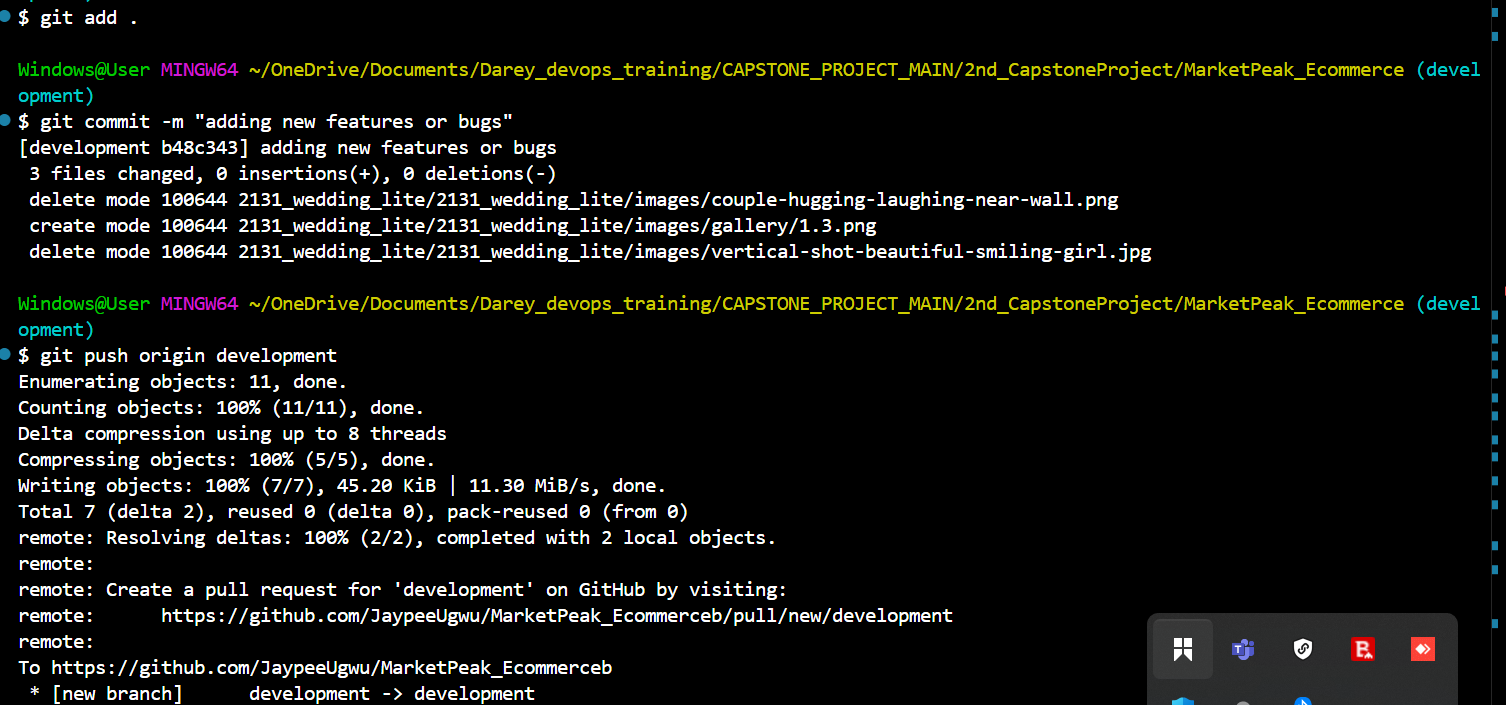 $ git add .
Windows@User MINGW64 ~/OneDrive/Documents/Darey_devops_training/CAPSTONE_PROJECT_MAIN/2nd_CapstoneProject/MarketPeak_Ecommerce (devel
opment)
$ git commit -m "adding new features or bugs"
[development b48c343] adding new features or bugs
 3 files changed, 0 insertions(+), 0 deletions(-)
 delete mode 100644 2131_wedding_lite/2131_wedding_lite/images/couple-hugging-laughing-near-wall.png
 create mode 100644 2131_wedding_lite/2131_wedding_lite/images/gallery/1.3.png
 delete mode 100644 2131_wedding_lite/2131_wedding_lite/images/vertical-shot-beautiful-smiling-girl.jpg
Windows@User MINGW64 ~/OneDrive/Documents/Darey_devops_training/CAPSTONE_PROJECT_MAIN/2nd_CapstoneProject/MarketPeak_Ecommerce (devel
opment)
$ git push origin development
Enumerating objects: 11, done.
Counting objects: 100% (11/11), done.
Delta compression using up to 8 threads
Compressing objects: 100% (5/5), done.
Writing objects: 100% (7/7), 45.20 KiB | 11.30 MiB/s, done.
Total 7 (delta 2), reused 0 (delta 0), pack-reused 0 (from 0)
remote: Resolving deltas: 100% (2/2), completed with 2 local objects.
remote:
remote: Create a pull request for 'development' on GitHub by visiting:
remote:      https://github.com/JaypeeUgwu/MarketPeak_Ecommerceb/pull/new/development
remote:
To https://github.com/JaypeeUgwu/MarketPeak_Ecommerceb
 * [new branch]      development -> development